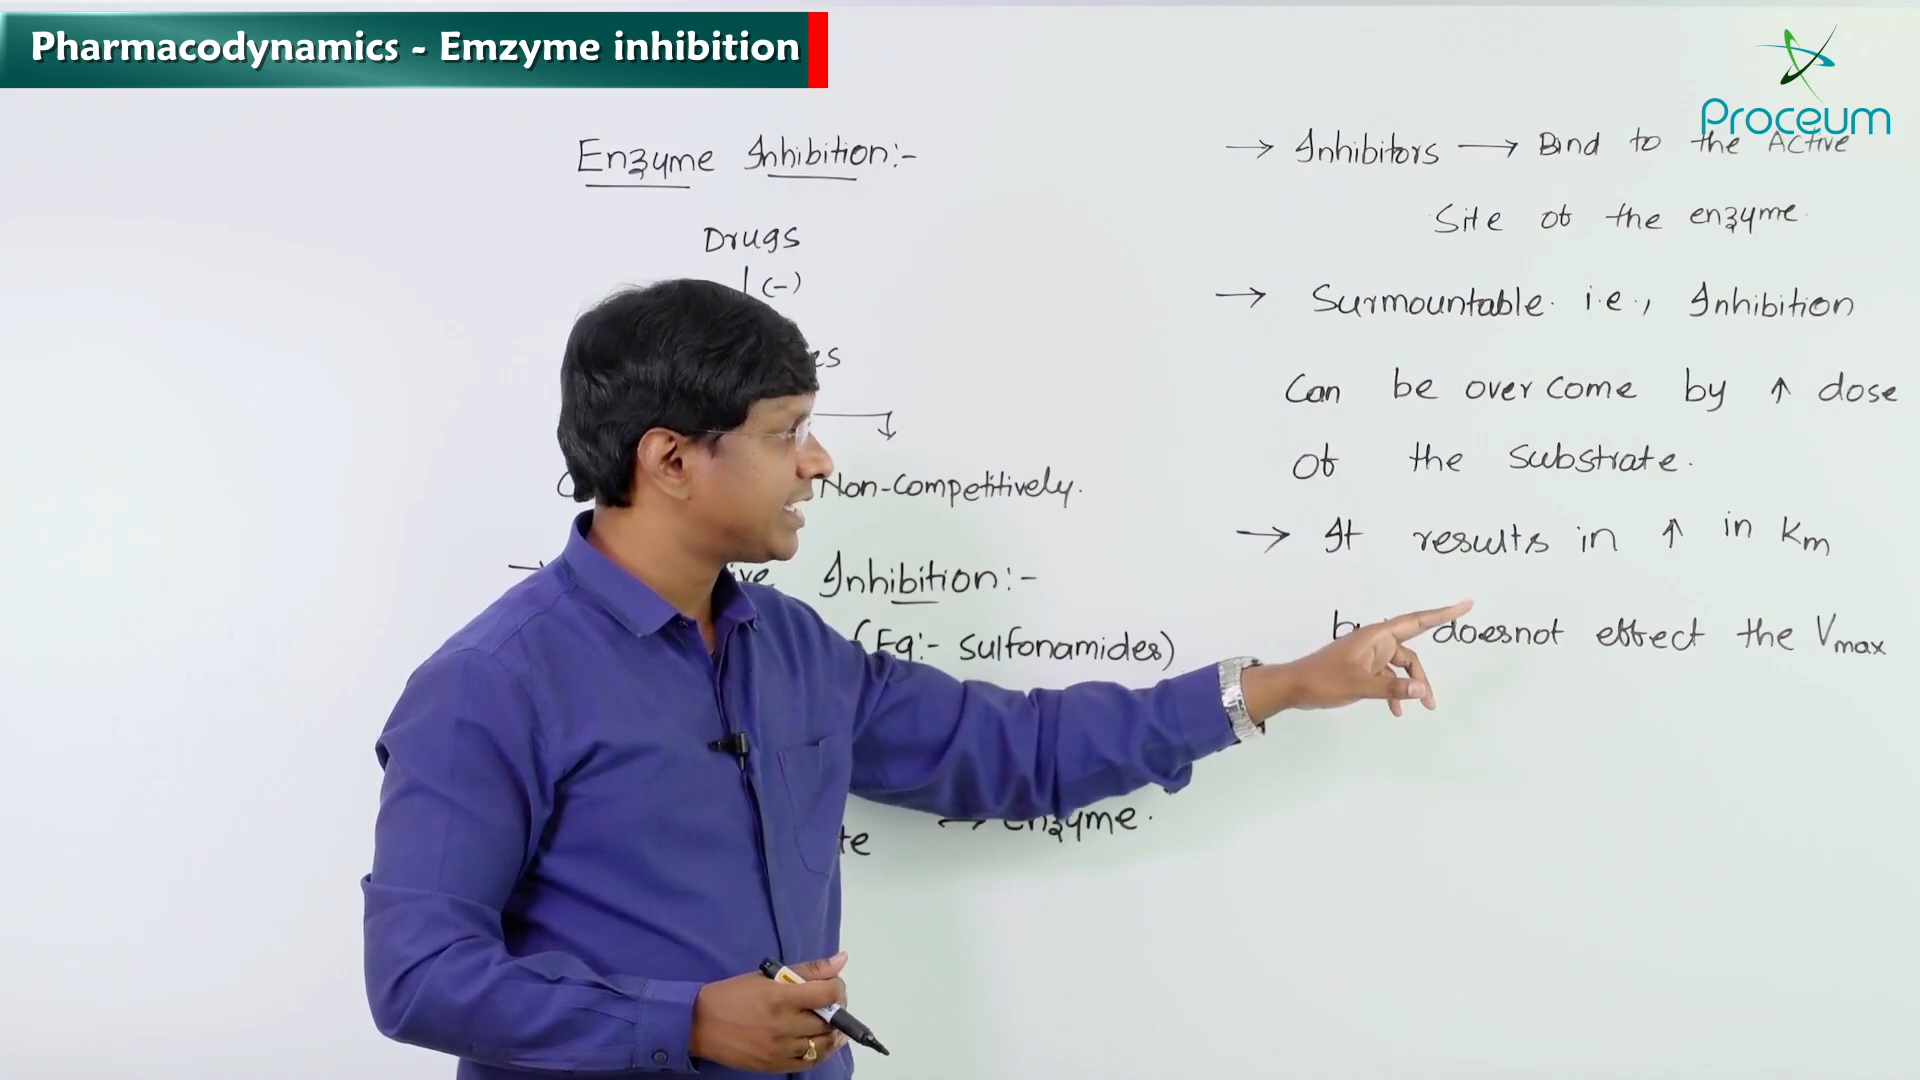 Pharmacodynamics - Emzyme inhibition
Proceum
Enzyme Inhibition:-
Drugs
(-)
Non-competitively.
Inhibition:-
(Eg:- sulfonamides)
enzyme.
→ Inhibitors → Bind to the Active
Site of the enzyme.
→ Surmountable. i.e., Inhibition
Can be overcome by ↑ dose
of the substrate.
→ It results in ↑ in Km
doesnot effect the Vmax